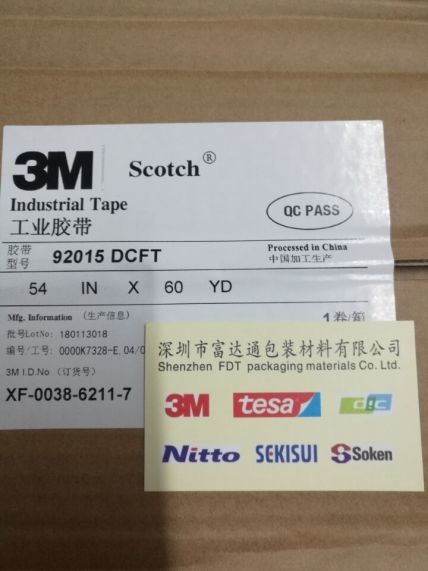 3M Scotch®
Industrial Tape
工业胶带
QC PASS
胶带型号 92015 DCFT
Processed in China
中国加工生产
54 IN X 60 YD
Mfg. Information (生产信息)
1卷/箱
批号LotNo: 180113018
编号/工号: 0000K7328-E.04/0
3M I.D.No (订货号)
XF-0038-6211-7
深圳市富达通包装材料有限公司
Shenzhen FDT packaging materials Co. Ltd.
3M tesa dic
Nitto SEKISUI Soken